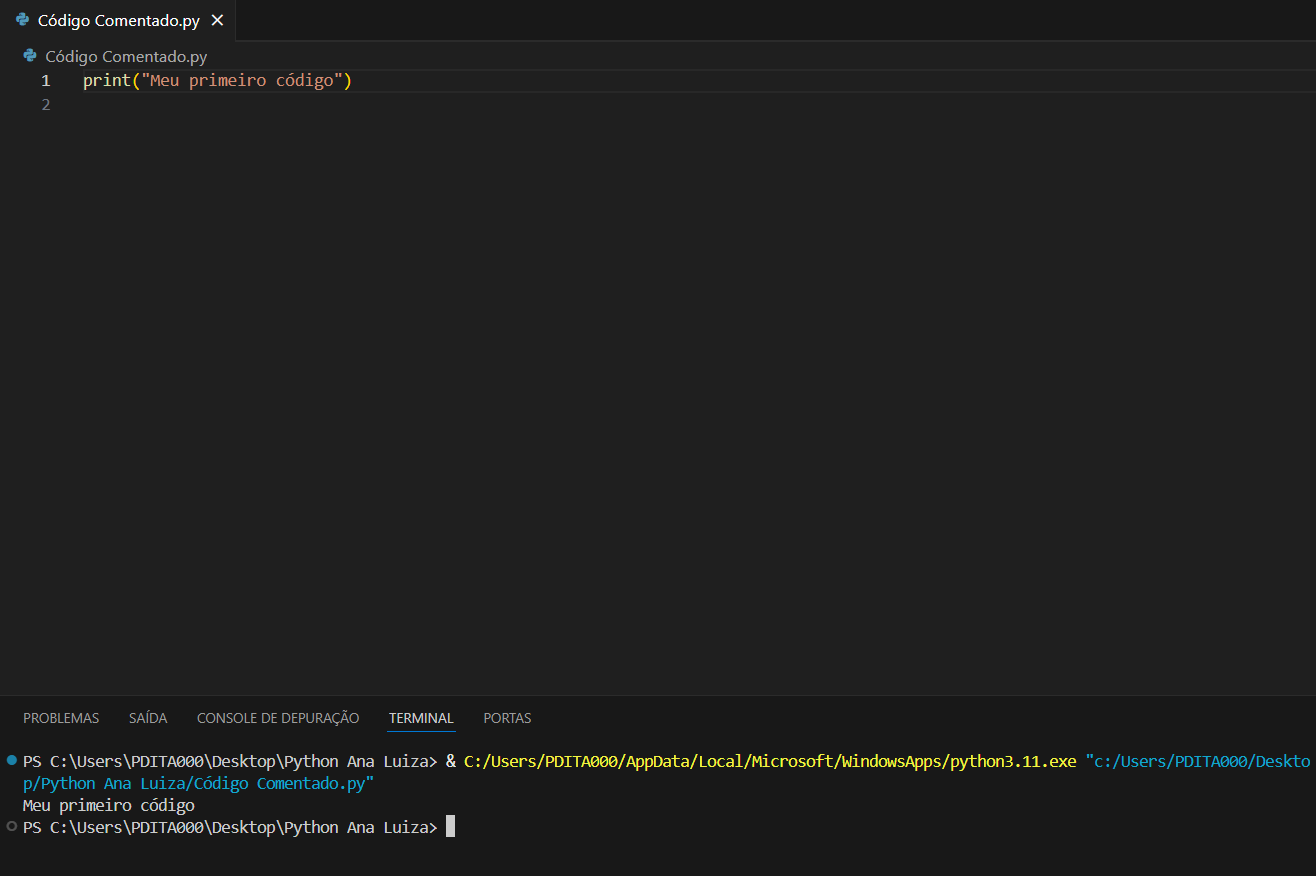 Código Comentado.py
Código Comentado.py
1 print("Meu primeiro código")
2
PROBLEMAS SAÍDA CONSOLE DE DEPURAÇÃO TERMINAL PORTAS
PS C:\Users\PDITA000\Desktop\Python Ana Luiza> & C:/Users/PDITA000/AppData/Local/Microsoft/WindowsApps/python3.11.exe "c:/Users/PDITA000/Deskto
p/Python Ana Luiza/Código Comentado.py"
Meu primeiro código
PS C:\Users\PDITA000\Desktop\Python Ana Luiza>